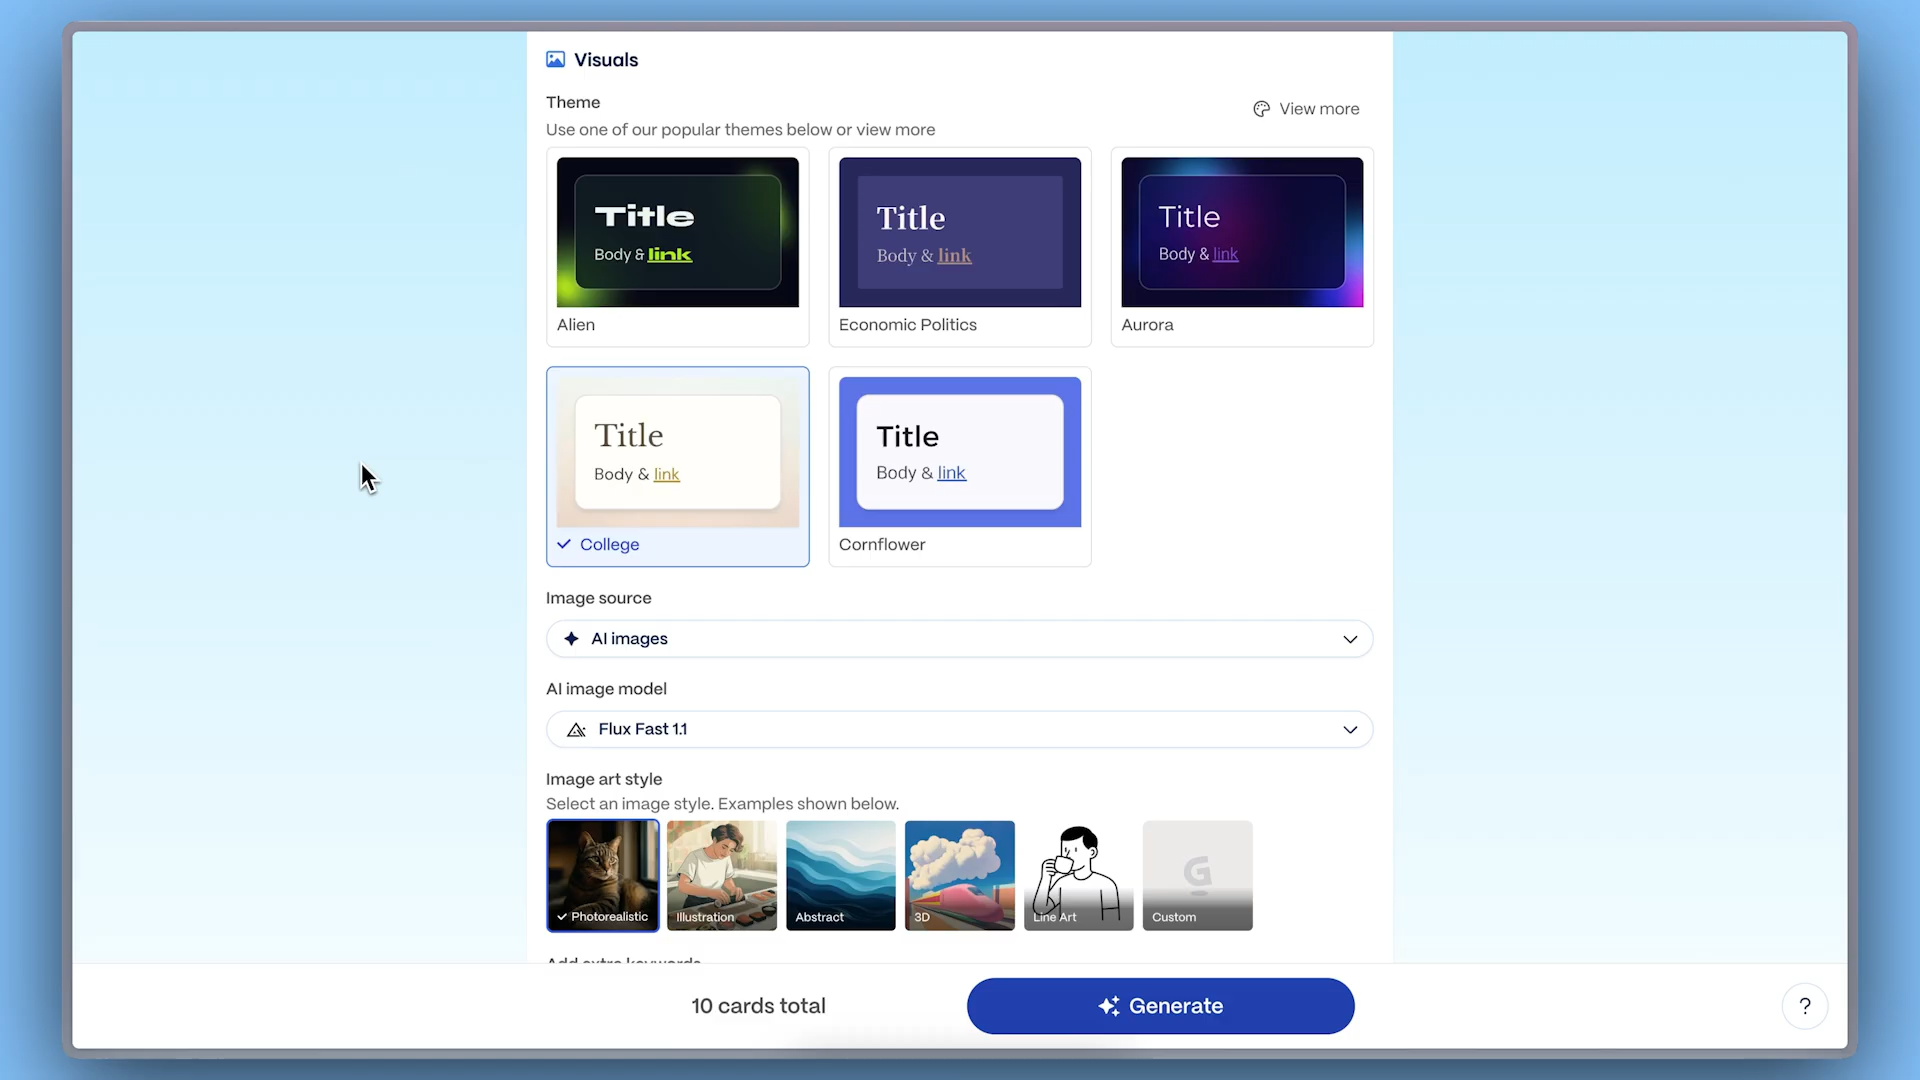 Visuals
Theme
View more
Use one of our popular themes below or view more
Title
Body & link
Alien
Title
Body & link
Economic Politics
Title
Body & link
Aurora
Title
Body & link
College
Title
Body & link
Cornflower
Image source
AI images
AI image model
Flux Fast 1.1
Image art style
Select an image style. Examples shown below.
Photorealistic
Illustration
Abstract
3D
Line Art
G
Custom
Add extra keywords
10 cards total
Generate
?